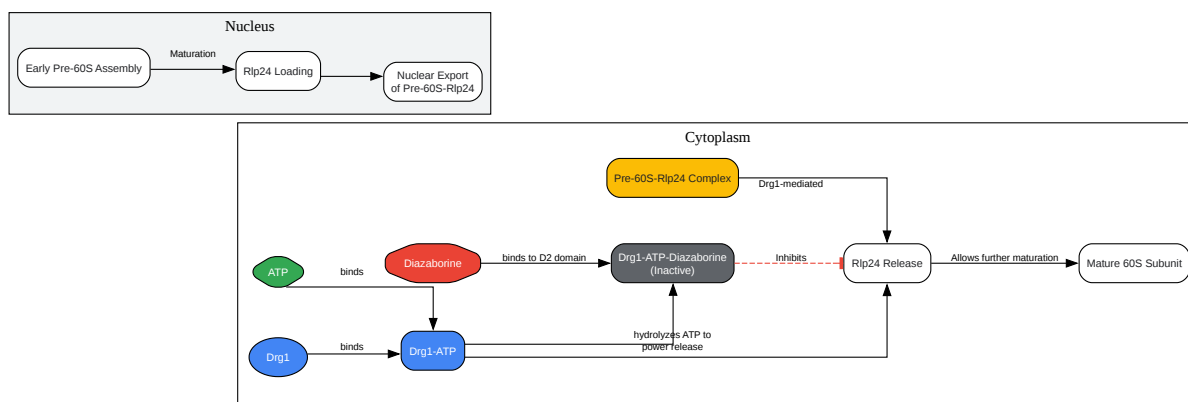 Nucleus
Early Pre-60S Assembly
Maturation
Rlp24 Loading
Nuclear Export
of Pre-60S-Rlp24
Cytoplasm
Pre-60S-Rlp24 Complex
Drg1-mediated
ATP
binds
Diazaborine
binds to D2 domain
Drg1-ATP-Diazaborine
(Inactive)
Inhibits
Rlp24 Release
Allows further maturation
Mature 60S Subunit
Drg1
binds
Drg1-ATP
hydrolyzes ATP to
power release